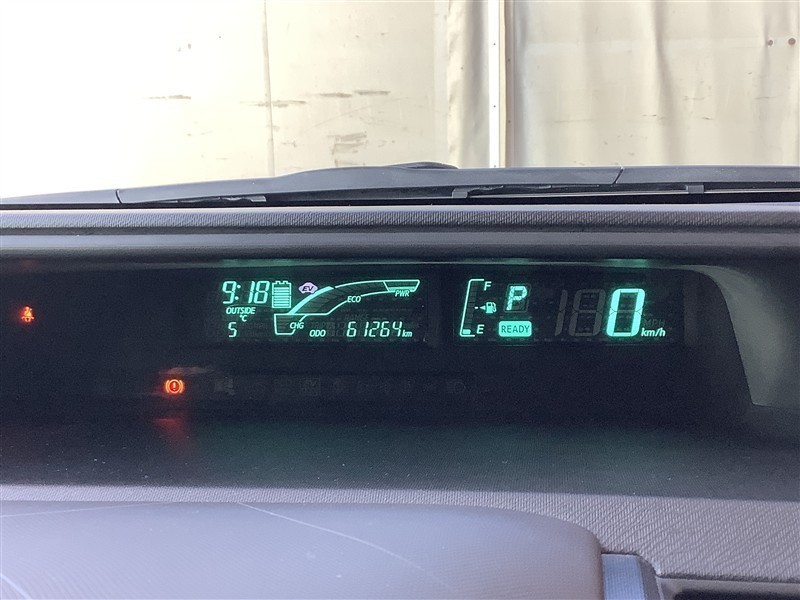 9:18 EV PWR
OUTSIDE ECO
°C
5 CHG ODO 61264 km
F P
E READY 0 km/h